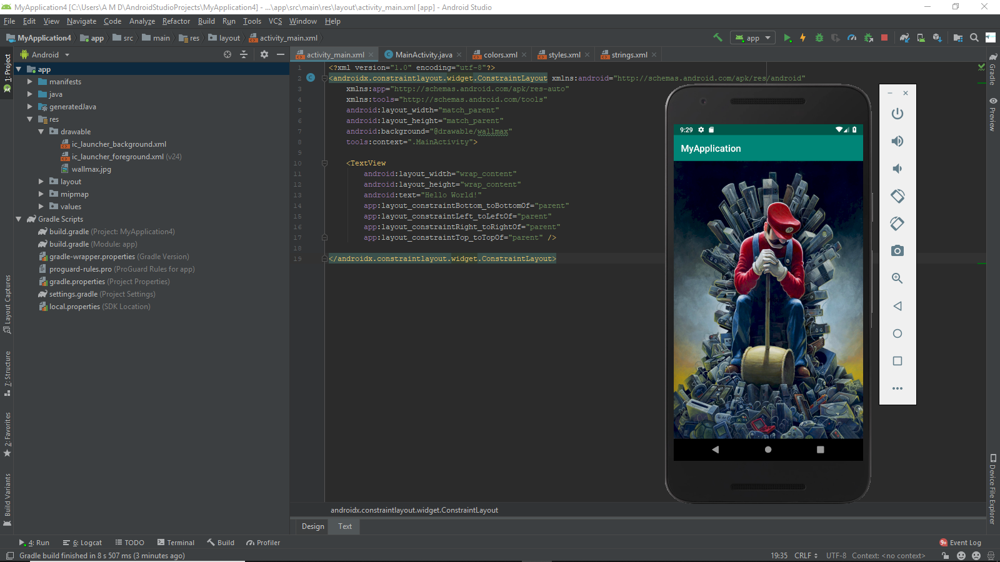 MyApplication4 [C:\Users\A M D\AndroidStudioProjects\MyApplication4] - ...\app\src\main\res\layout\activity_main.xml [app] - Android Studio
File Edit View Navigate Code Analyze Refactor Build Run Tools VCS Window Help
MyApplication4 app src main res layout activity_main.xml
app
Android
activity_main.xml MainActivity.java colors.xml styles.xml strings.xml
1: Project
Layout Captures
7: Structure
2: Favorites
Build Variants
app
manifests
java
generatedJava
res
drawable
ic_launcher_background.xml
ic_launcher_foreground.xml (v24)
wallmax.jpg
layout
mipmap
values
Gradle Scripts
build.gradle (Project: MyApplication4)
build.gradle (Module: app)
gradle-wrapper.properties (Gradle Version)
proguard-rules.pro (ProGuard Rules for app)
gradle.properties (Project Properties)
settings.gradle (Project Settings)
local.properties (SDK Location)
1 <?xml version="1.0" encoding="utf-8"?>
2 <androidx.constraintlayout.widget.ConstraintLayout xmlns:android="http://schemas.android.com/apk/res/android"
3 xmlns:app="http://schemas.android.com/apk/res-auto"
4 xmlns:tools="http://schemas.android.com/tools"
5 android:layout_width="match_parent"
6 android:layout_height="match_parent"
7 android:background="@drawable/wallmax"
8 tools:context=".MainActivity">
9
10 <TextView
11 android:layout_width="wrap_content"
12 android:layout_height="wrap_content"
13 android:text="Hello World!"
14 app:layout_constraintBottom_toBottomOf="parent"
15 app:layout_constraintLeft_toLeftOf="parent"
16 app:layout_constraintRight_toRightOf="parent"
17 app:layout_constraintTop_toTopOf="parent" />
18
19 </androidx.constraintlayout.widget.ConstraintLayout>
9:29
MyApplication
M
Gradle
Preview
Device File Explorer
androidx.constraintlayout.widget.ConstraintLayout
Design Text
4: Run 6: Logcat TODO Terminal Build Profiler
9+ Event Log
Gradle build finished in 8 s 507 ms (3 minutes ago)
19:35 CRLF UTF-8 Context: <no context>